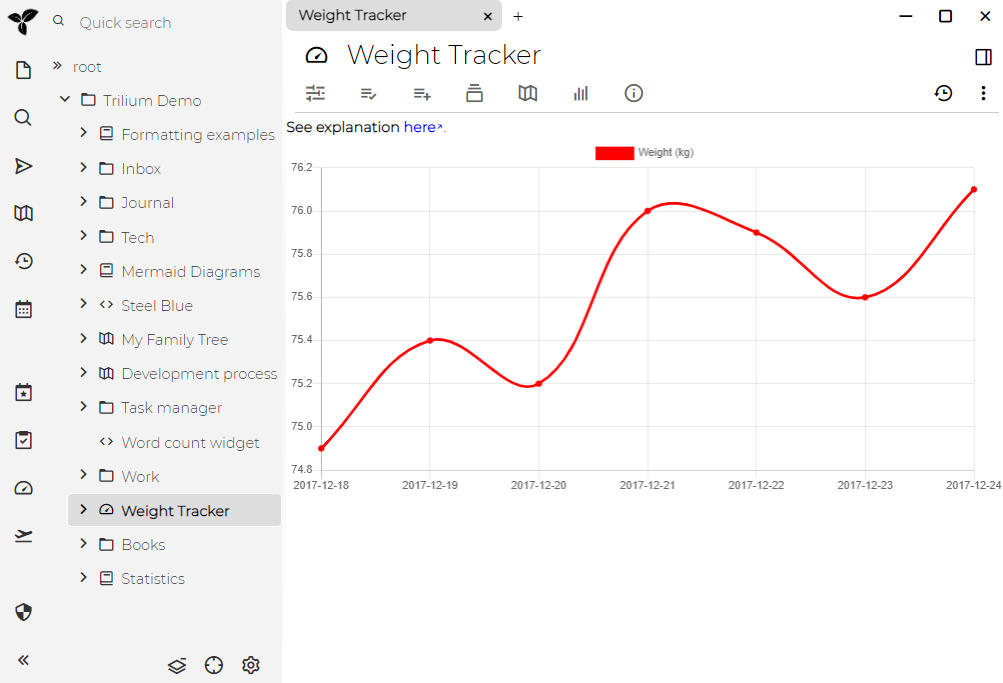 Quick search
root
Trilium Demo
Formatting examples
Inbox
Journal
Tech
Mermaid Diagrams
Steel Blue
My Family Tree
Development process
Task manager
Word count widget
Work
Weight Tracker
Books
Statistics
Weight Tracker
Weight Tracker
See explanation here.
Weight (kg)
76.2
76.0
75.8
75.6
75.4
75.2
75.0
74.8
2017-12-18 2017-12-19 2017-12-20 2017-12-21 2017-12-22 2017-12-23 2017-12-24